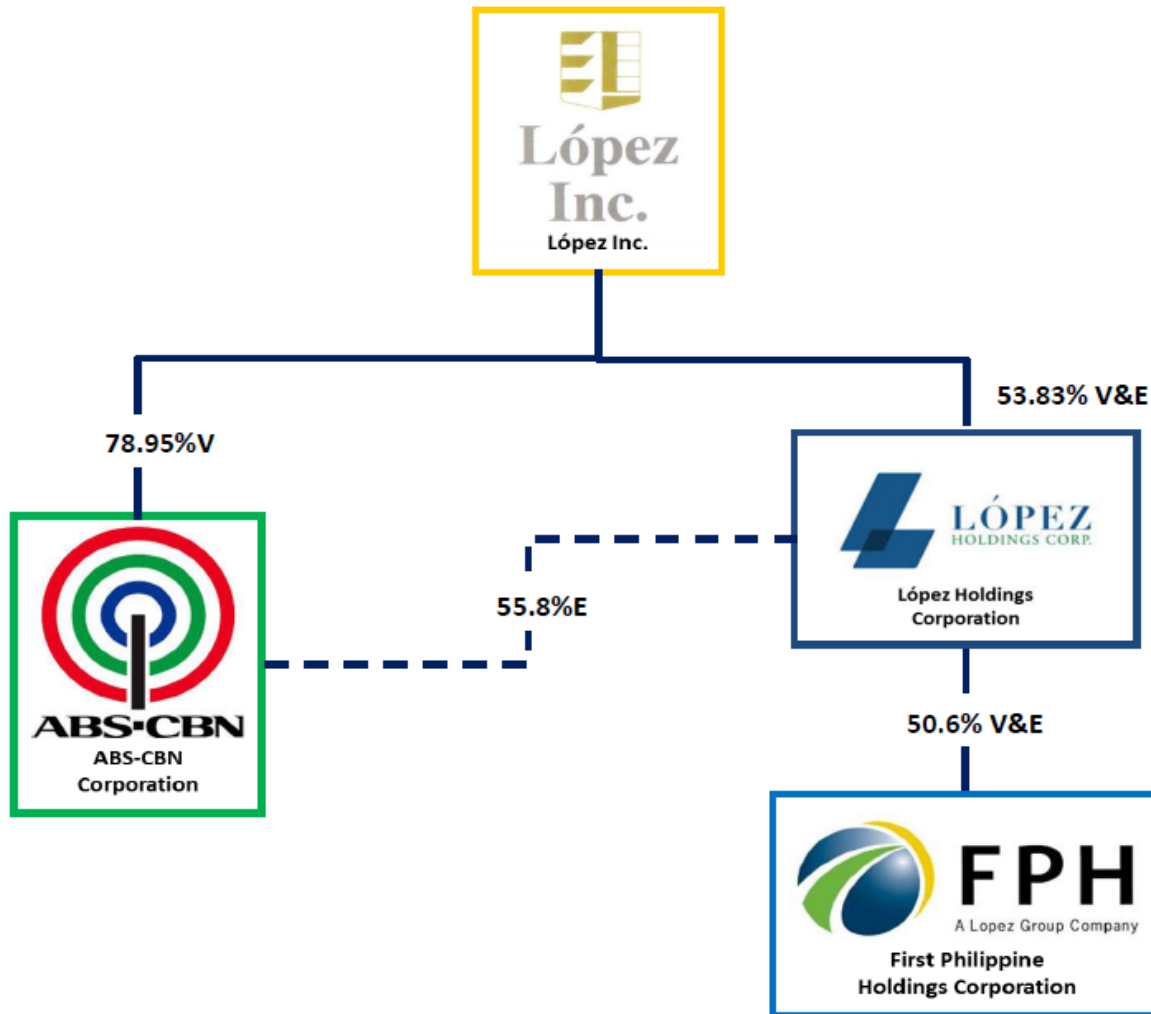 López
Inc.
López Inc.
53.83% V&E
78.95%V
LÓPEZ
HOLDINGS CORP.
López Holdings
Corporation
55.8%E
ABS-CBN
ABS-CBN
Corporation
50.6% V&E
FPH
A Lopez Group Company
First Philippine
Holdings Corporation